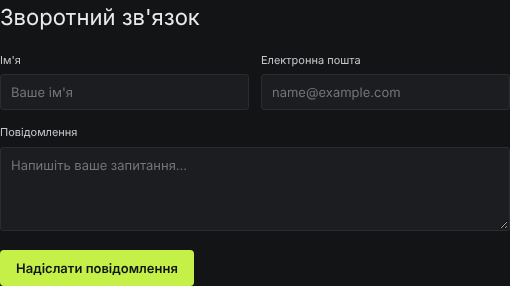 Зворотний зв'язок
Ім'я
Електронна пошта
Ваше ім'я
name@example.com
Повідомлення
Напишіть ваше запитання...
Надіслати повідомлення